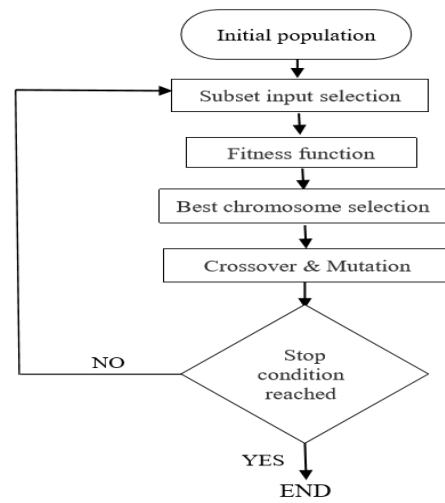 Initial population
Subset input selection
Fitness function
Best chromosome selection
Crossover & Mutation
Stop
condition
reached
NO
YES
END